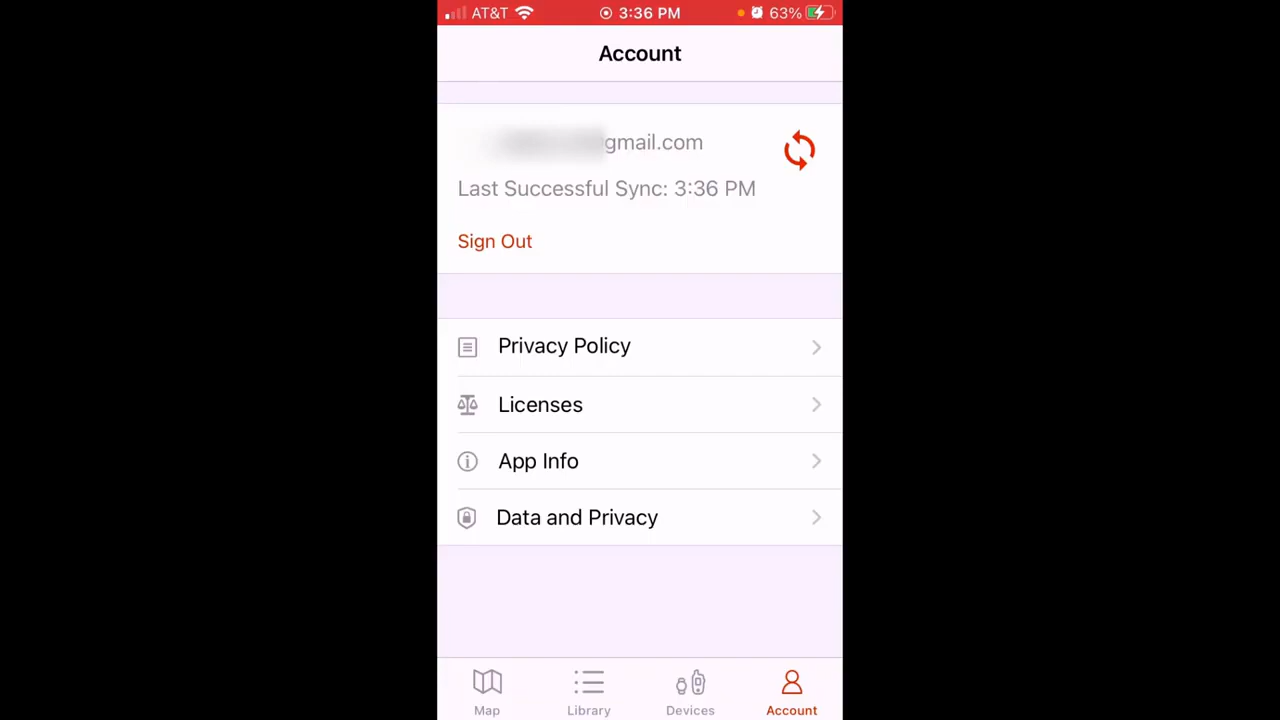 AT&T 3:36 PM 63%
Account
gmail.com
Last Successful Sync: 3:36 PM
Sign Out
Privacy Policy
Licenses
App Info
Data and Privacy
Map Library Devices Account